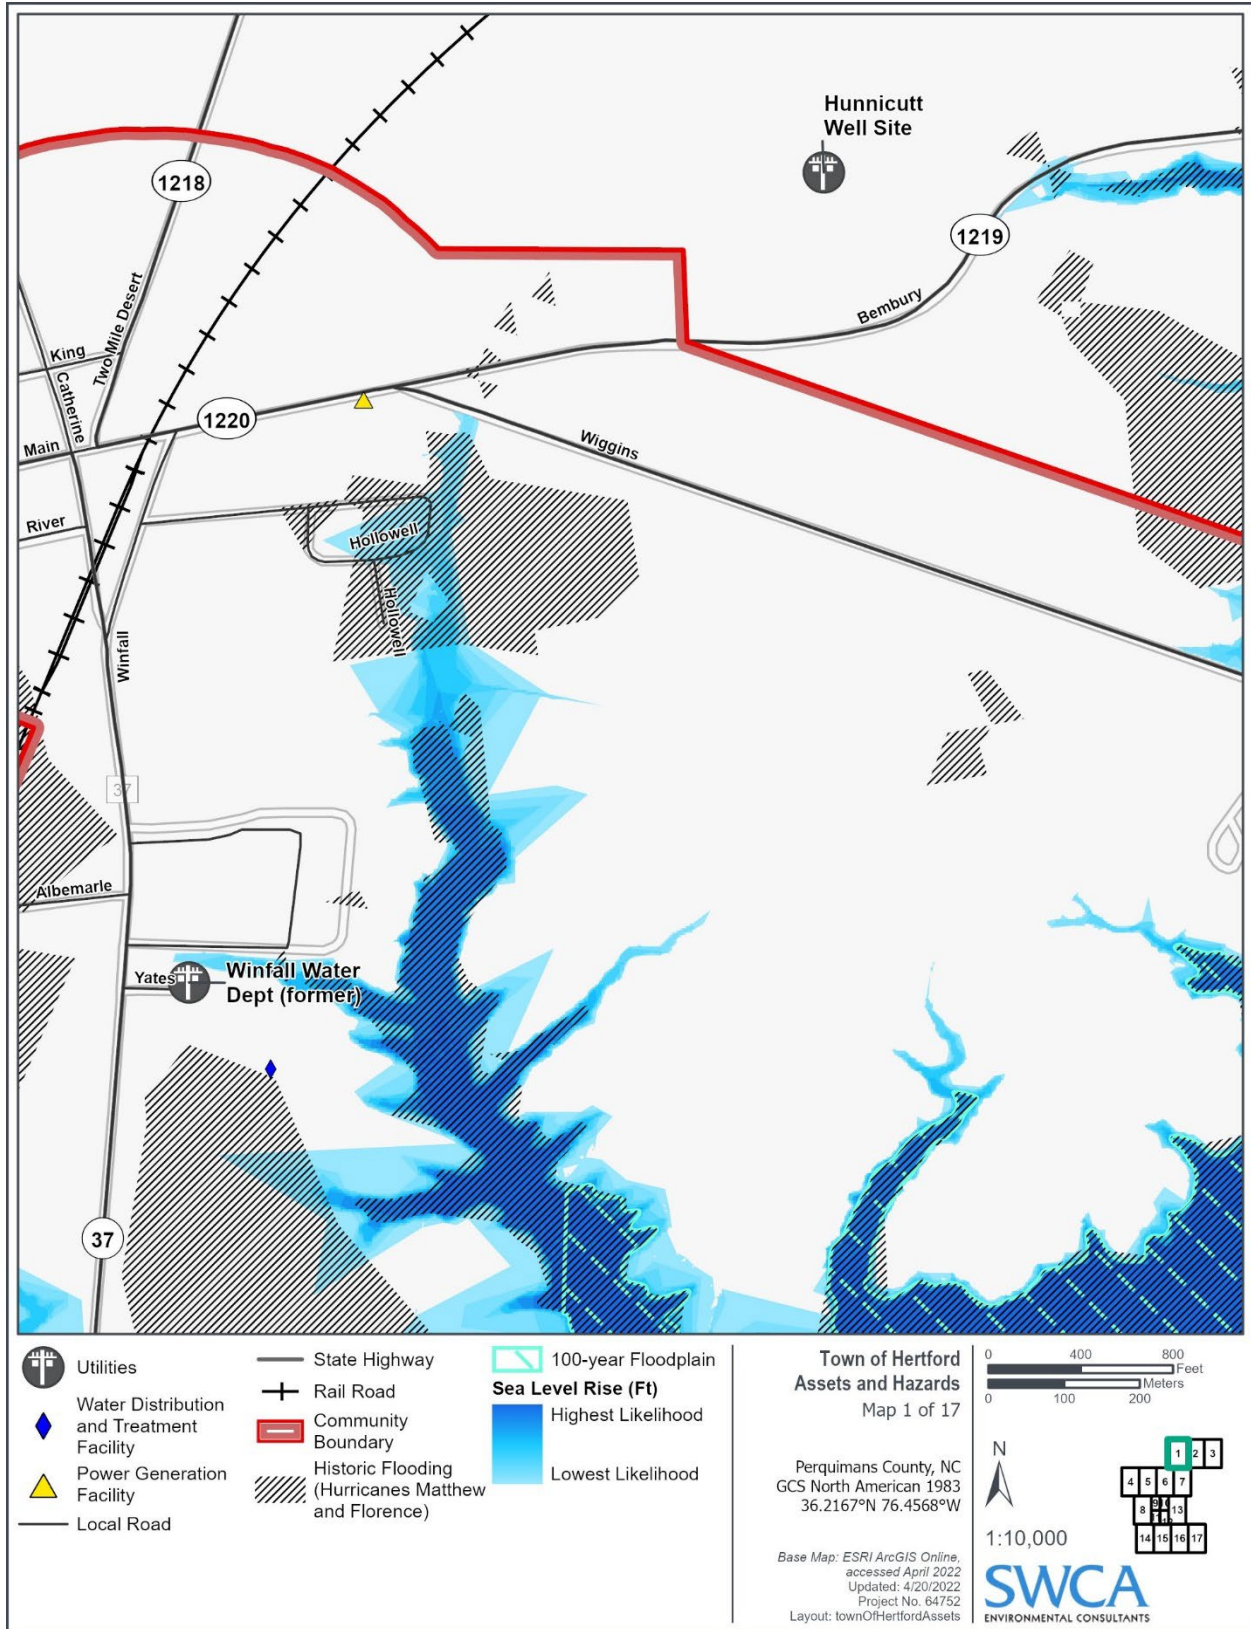 Hunnicutt
Well Site
1218
1219
Two Mile Desert
Bembury
King
Catherine
1220
Main
Wiggins
River
Hollowell
Hollowell
Winfall
37
Albemarle
Yates
Winfall Water
Dept (former)
37
Utilities
Water Distribution
and Treatment
Facility
Power Generation
Facility
Local Road
State Highway
Rail Road
Community
Boundary
Historic Flooding
(Hurricanes Matthew
and Florence)
100-year Floodplain
Sea Level Rise (Ft)
Highest Likelihood
Lowest Likelihood
Town of Hertford
Assets and Hazards
Map 1 of 17
Perquimans County, NC
GCS North American 1983
36.2167°N 76.4568°W
Base Map: ESRI ArcGIS Online,
accessed April 2022
Updated: 4/20/2022
Project No. 64752
Layout: townOfHertfordAssets
0 400 800
Feet
Meters
0 100 200
N
1:10,000
1 2 3
4 5 6 7
8 13
14 15 16 17
SWCA
ENVIRONMENTAL CONSULTANTS